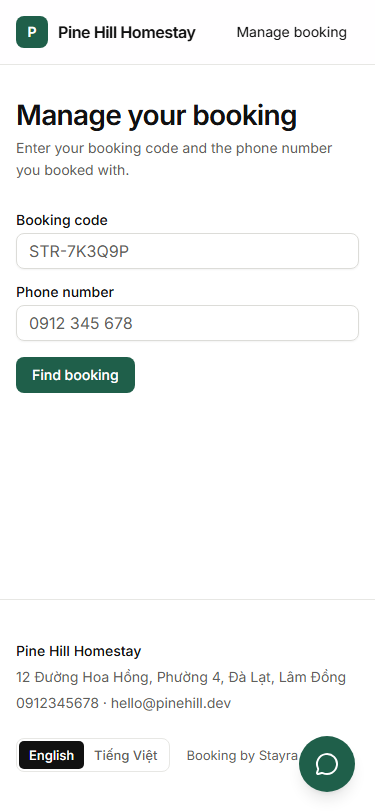 P
Pine Hill Homestay
Manage booking
Manage your booking
Enter your booking code and the phone number
you booked with.
Booking code
STR-7K3Q9P
Phone number
0912 345 678
Find booking
Pine Hill Homestay
12 Đường Hoa Hồng, Phường 4, Đà Lạt, Lâm Đồng
0912345678 · hello@pinehill.dev
English
Tiếng Việt
Booking by Stayra